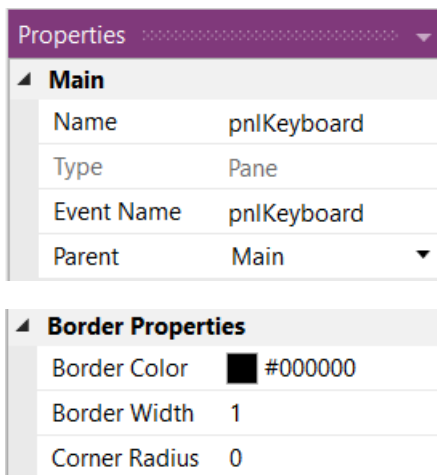 Properties
Main
Name pnlKeyboard
Type Pane
Event Name pnlKeyboard
Parent Main
Border Properties
Border Color #000000
Border Width 1
Corner Radius 0